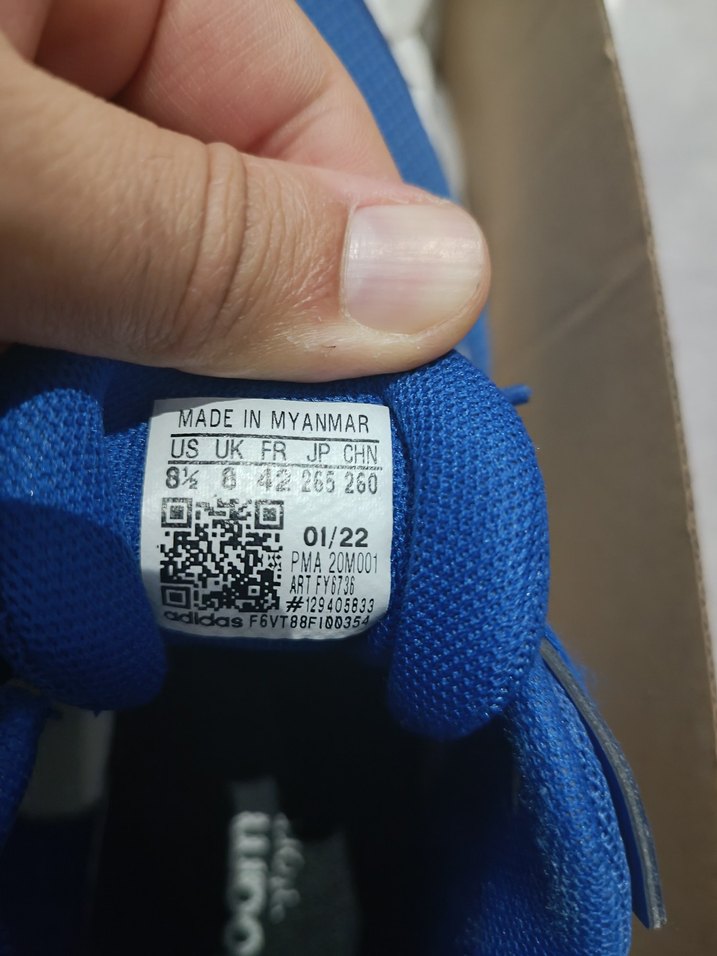 MADE IN MYANMAR
US UK FR JP CHN
8½ 8 42 265 260
01/22
PMA 20M001
ART FY6736
#129405833
adidas F6VT88FI00354